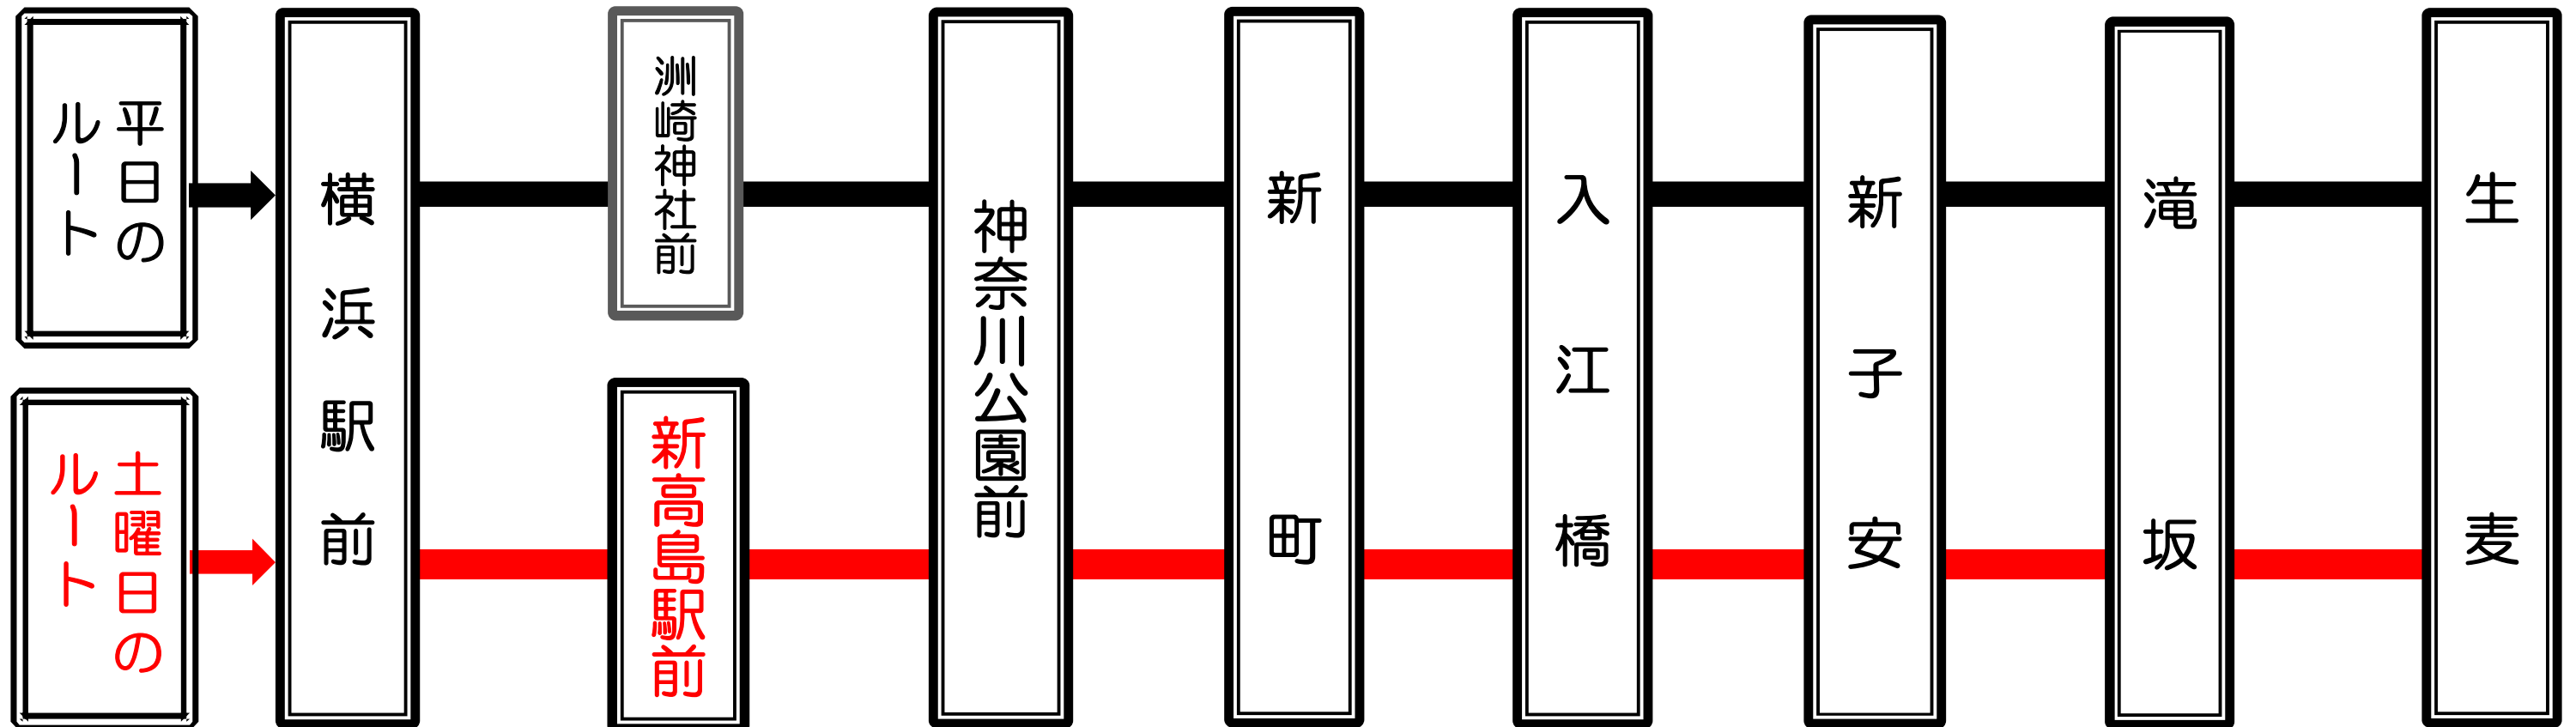 平日の
ルート
土曜日の
ルート
横浜駅前
洲崎神社前
新高島駅前
神奈川公園前
新町
入江橋
新子安
滝坂
生麦